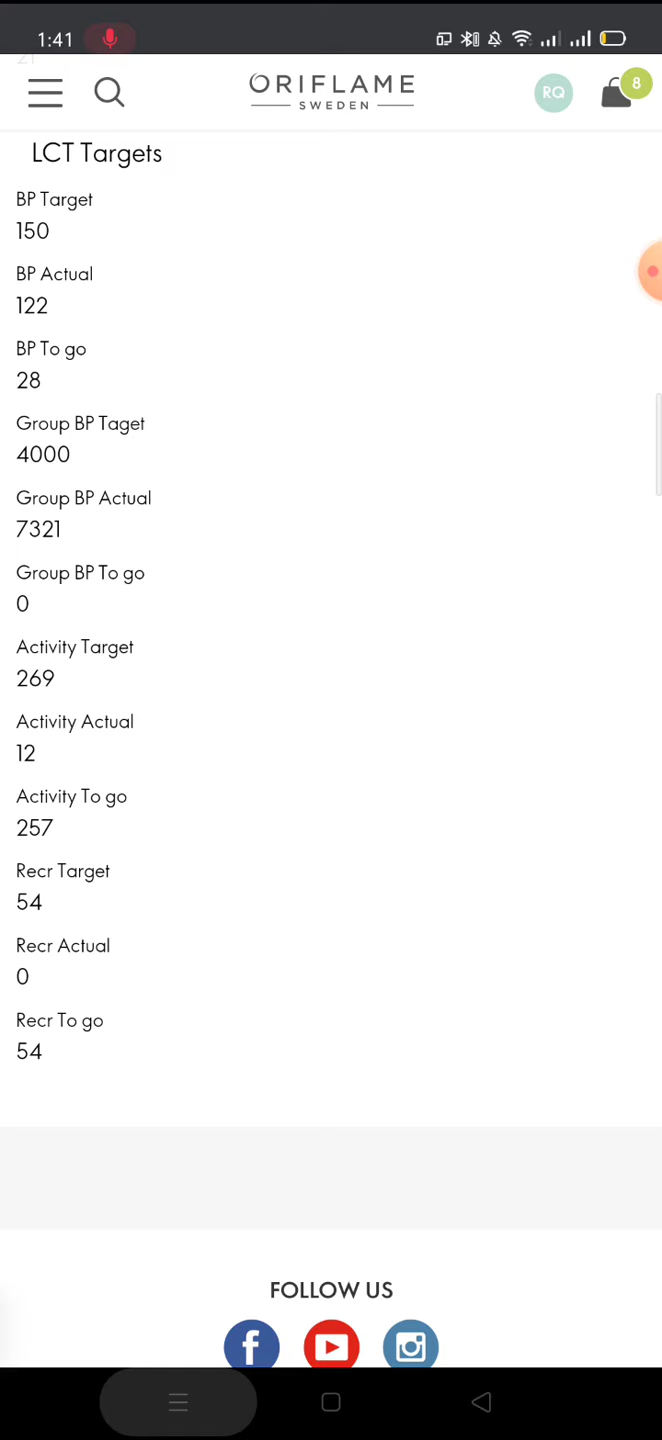 1:41
21
ORIFLAME
SWEDEN
RQ
8
LCT Targets
BP Target
150
BP Actual
122
BP To go
28
Group BP Taget
4000
Group BP Actual
7321
Group BP To go
0
Activity Target
269
Activity Actual
12
Activity To go
257
Recr Target
54
Recr Actual
0
Recr To go
54
FOLLOW US